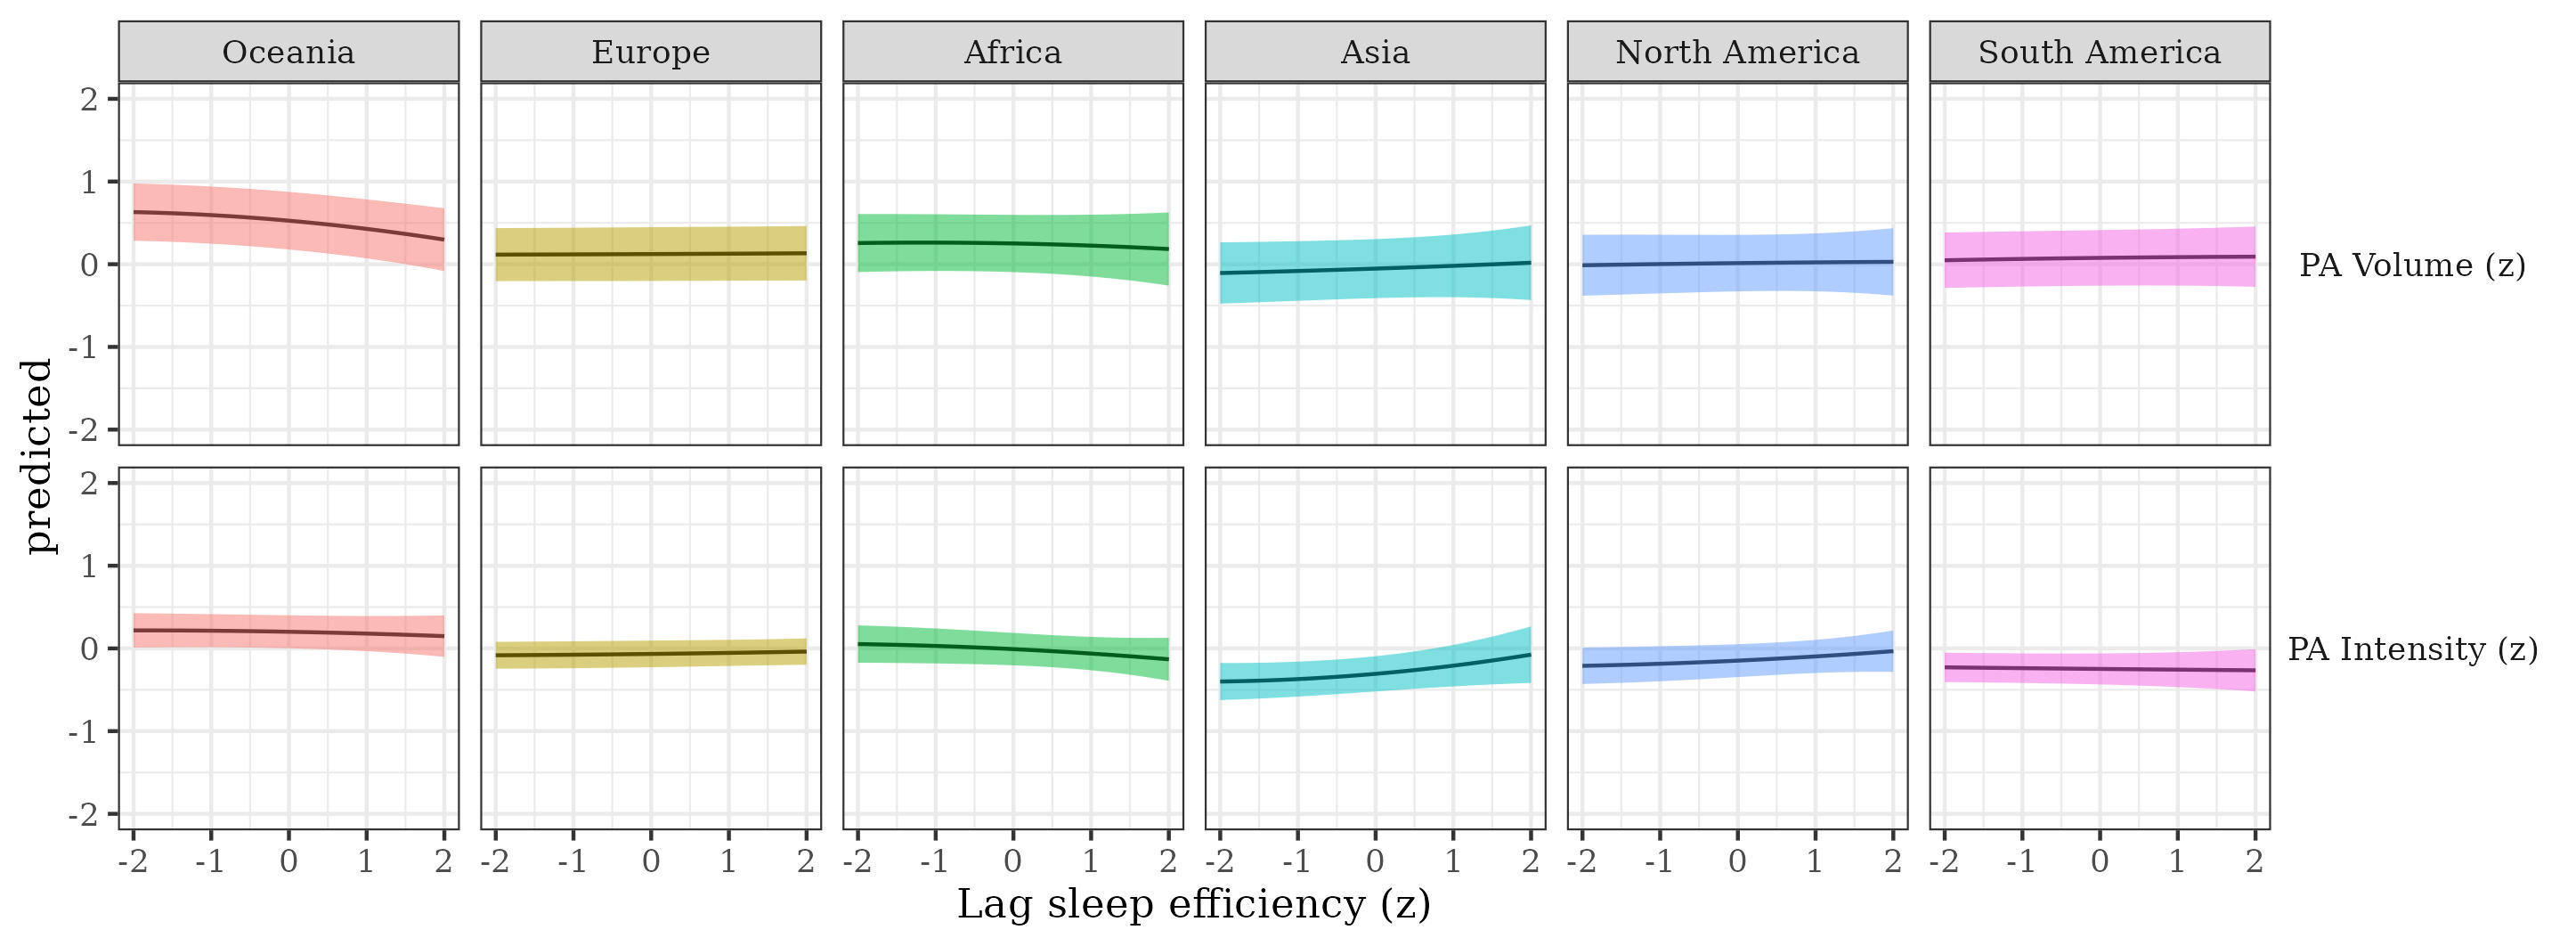 Oceania Europe Africa Asia North America South America
2
1
0
-1
-2
PA Volume (z)
predicted
2
1
0
-1
-2
PA Intensity (z)
-2 -1 0 1 2 -2 -1 0 1 2 -2 -1 0 1 2 -2 -1 0 1 2 -2 -1 0 1 2 -2 -1 0 1 2
Lag sleep efficiency (z)